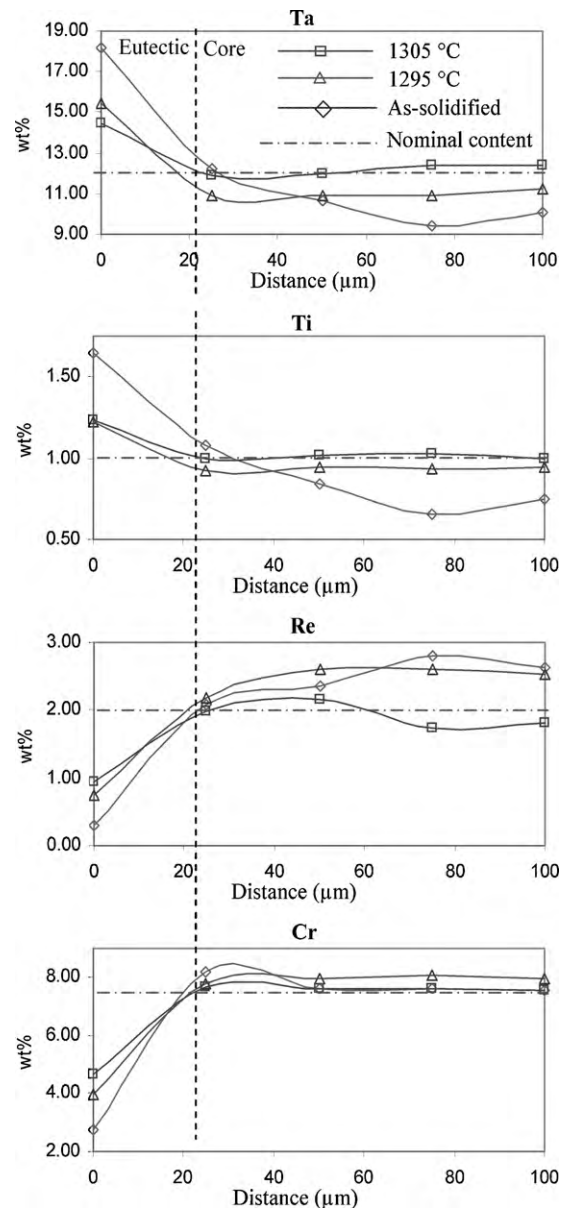 Ta
19.00
Eutectic Core
1305 °C
17.00
1295 °C
15.00
As-solidified
wt%
13.00
Nominal content
11.00
9.00
0 20 40 60 80 100
Distance (µm)
Ti
1.50
wt%
1.00
0.50
0 20 40 60 80 100
Distance (µm)
Re
3.00
wt%
2.00
1.00
0.00
0 20 40 60 80 100
Distance (µm)
Cr
8.00
wt%
6.00
4.00
2.00
0 20 40 60 80 100
Distance (µm)